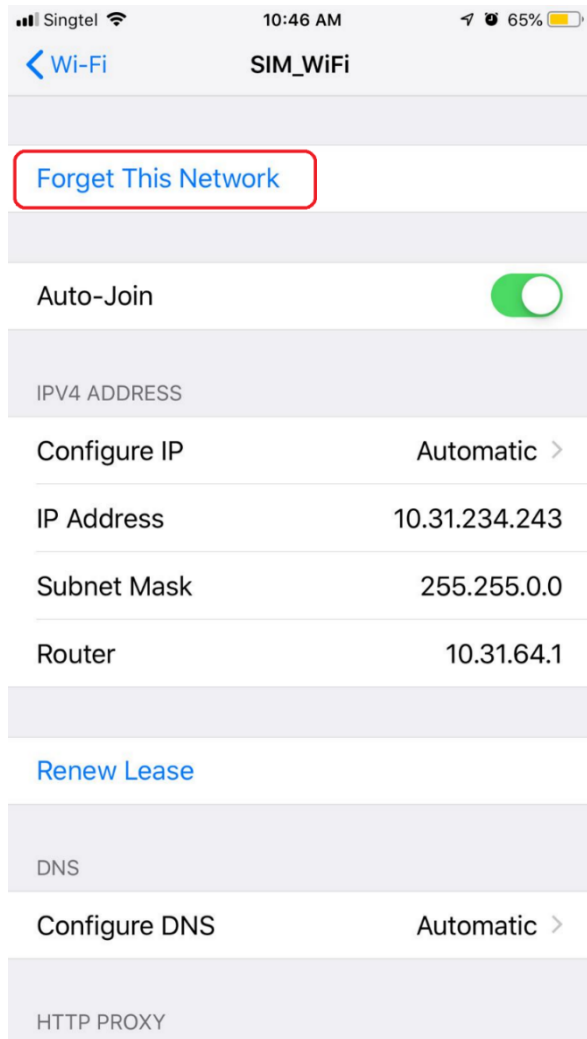 Singtel 10:46 AM 65%
Wi-Fi SIM_WiFi
Forget This Network
Auto-Join
IPV4 ADDRESS
Configure IP Automatic
IP Address 10.31.234.243
Subnet Mask 255.255.0.0
Router 10.31.64.1
Renew Lease
DNS
Configure DNS Automatic
HTTP PROXY